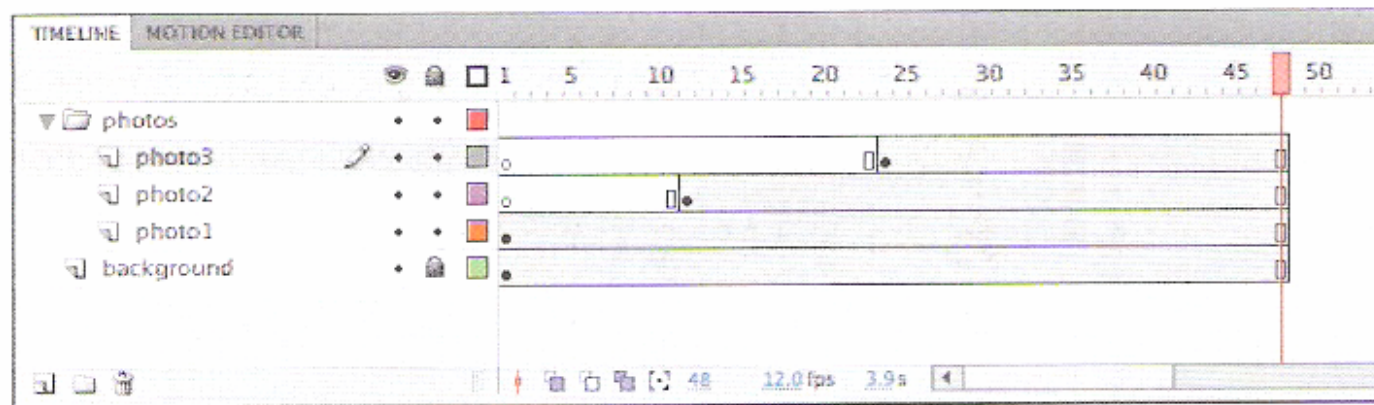 TIMELINE MOTION EDITOR
1 5 10 15 20 25 30 35 40 45 50
photos
photo3
photo2
photo1
background
48 12.0 fps 3.9 s